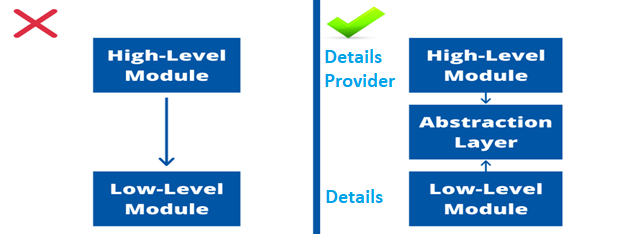 High-Level
Module
Low-Level
Module
Details
Provider
High-Level
Module
Abstraction
Layer
Details
Low-Level
Module